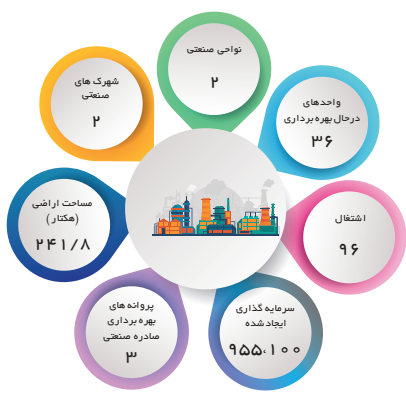 نواحی صنعتی
۲
واحدهای
درحال بهره برداری
۳۶
اشتغال
۹۶
سرمایه گذاری
ایجاد شده
۹۵۵،۱۰۰
پروانه های
بهره برداری
صادره صنعتی
۳
مساحت اراضی
(هکتار)
۲۴۱/۸
شهرک های
صنعتی
۲